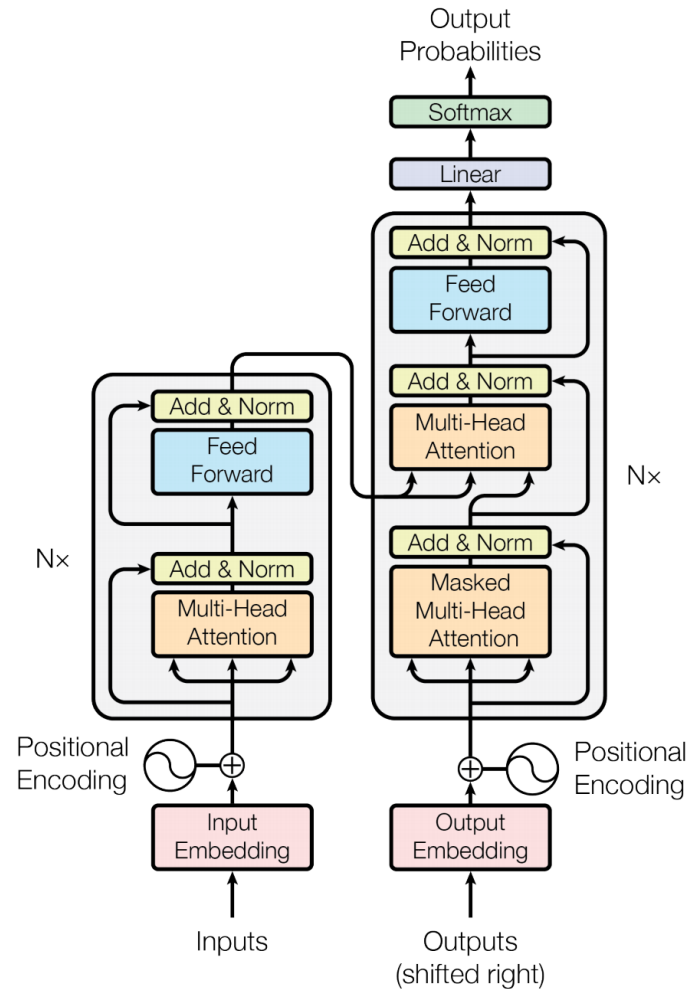 Output
Probabilities
Softmax
Linear
Add & Norm
Feed
Forward
Add & Norm
Multi-Head
Attention
Nx
Add & Norm
Masked
Multi-Head
Attention
Add & Norm
Feed
Forward
Nx
Add & Norm
Multi-Head
Attention
Positional
Encoding
Positional
Encoding
Input
Embedding
Output
Embedding
Inputs
Outputs
(shifted right)